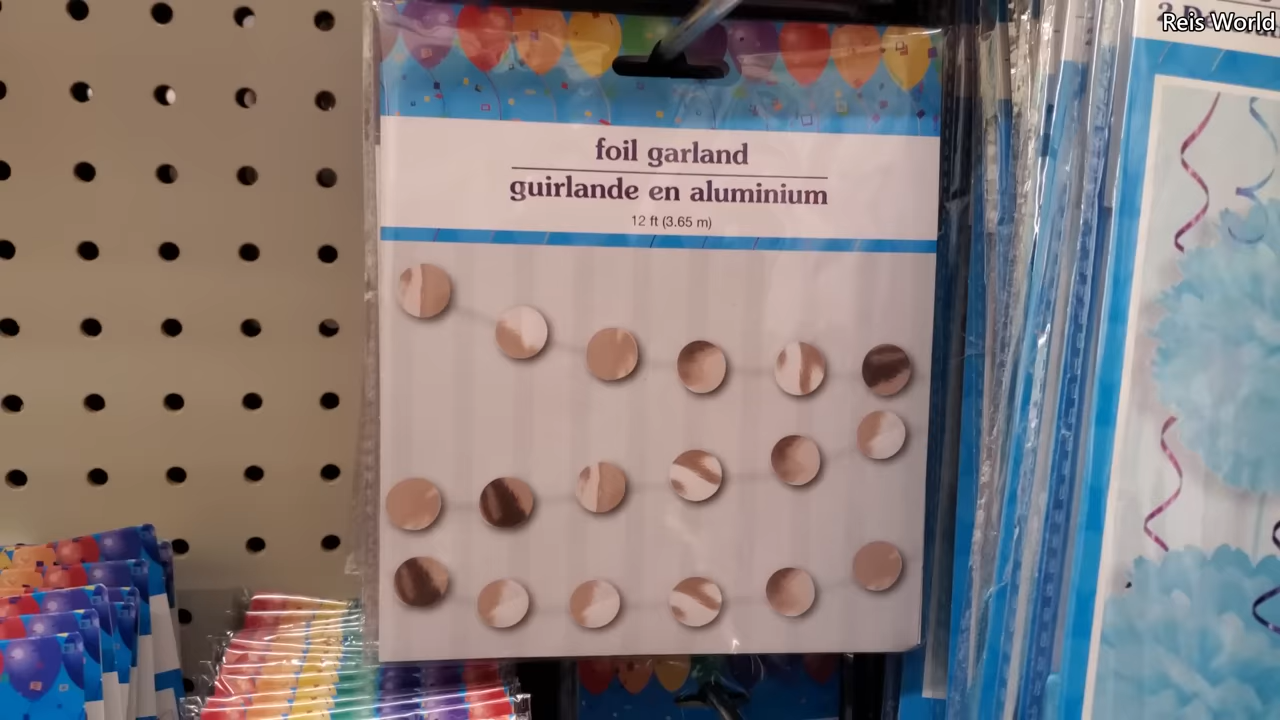 Reis World
foil garland
guirlande en aluminium
12 ft (3.65 m)